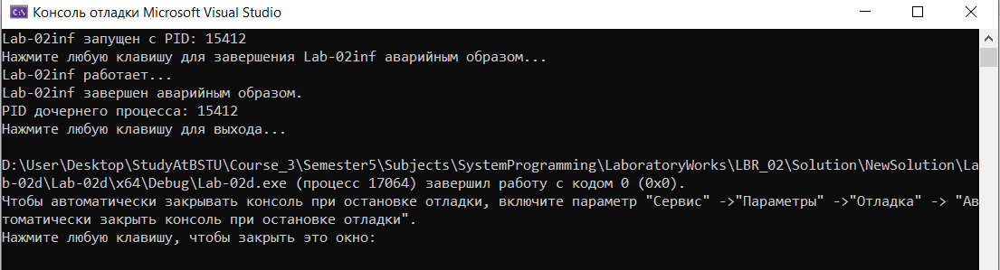 Консоль отладки Microsoft Visual Studio
Lab-02inf запущен с PID: 15412
Нажмите любую клавишу для завершения Lab-02inf аварийным образом...
Lab-02inf работает...
Lab-02inf завершен аварийным образом.
PID дочернего процесса: 15412
Нажмите любую клавишу для выхода...
D:\User\Desktop\StudyAtBSTU\Course_3\Semester5\Subjects\SystemProgramming\LaboratoryWorks\LBR_02\Solution\NewSolution\La
b-02d\Lab-02d\x64\Debug\Lab-02d.exe (процесс 17064) завершил работу с кодом 0 (0x0).
Чтобы автоматически закрывать консоль при остановке отладки, включите параметр "Сервис" ->"Параметры" ->"Отладка" -> "Ав
томатически закрыть консоль при остановке отладки".
Нажмите любую клавишу, чтобы закрыть это окно: